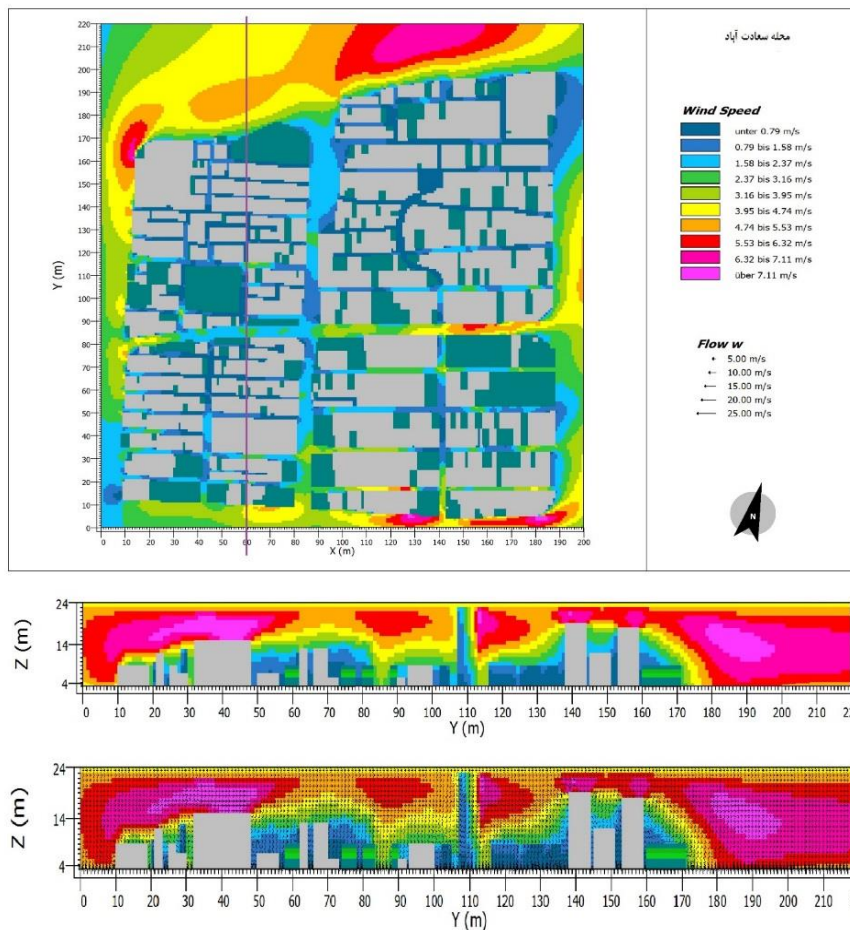 محله سعادت آباد
Wind Speed
unter 0.79 m/s
0.79 bis 1.58 m/s
1.58 bis 2.37 m/s
2.37 bis 3.16 m/s
3.16 bis 3.95 m/s
3.95 bis 4.74 m/s
4.74 bis 5.53 m/s
5.53 bis 6.32 m/s
6.32 bis 7.11 m/s
über 7.11 m/s
Flow w
5.00 m/s
10.00 m/s
15.00 m/s
20.00 m/s
25.00 m/s
N
220
210
200
190
180
170
160
150
140
130
120
110
100
90
80
70
60
50
40
30
20
10
0
Y (m)
0 10 20 30 40 50 60 70 80 90 100 110 120 130 140 150 160 170 180 190 200
X (m)
24
14
4
Z (m)
0 10 20 30 40 50 60 70 80 90 100 110 120 130 140 150 160 170 180 190 200 210
Y (m)
24
14
4
Z (m)
0 10 20 30 40 50 60 70 80 90 100 110 120 130 140 150 160 170 180 190 200 210
Y (m)